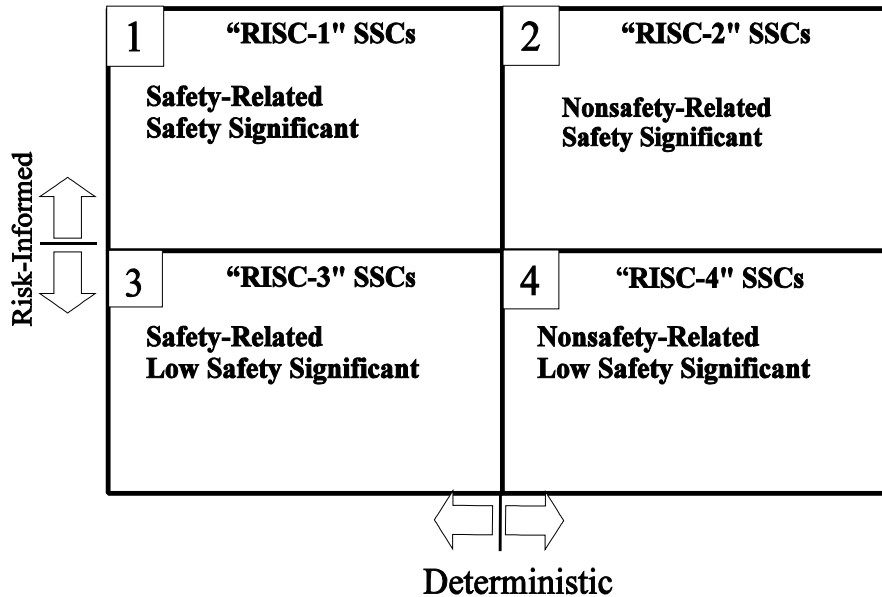 1
“RISC-1" SSCs
Safety-Related
Safety Significant
2
“RISC-2" SSCs
Nonsafety-Related
Safety Significant
Risk-Informed
3
“RISC-3" SSCs
Safety-Related
Low Safety Significant
4
“RISC-4" SSCs
Nonsafety-Related
Low Safety Significant
Deterministic